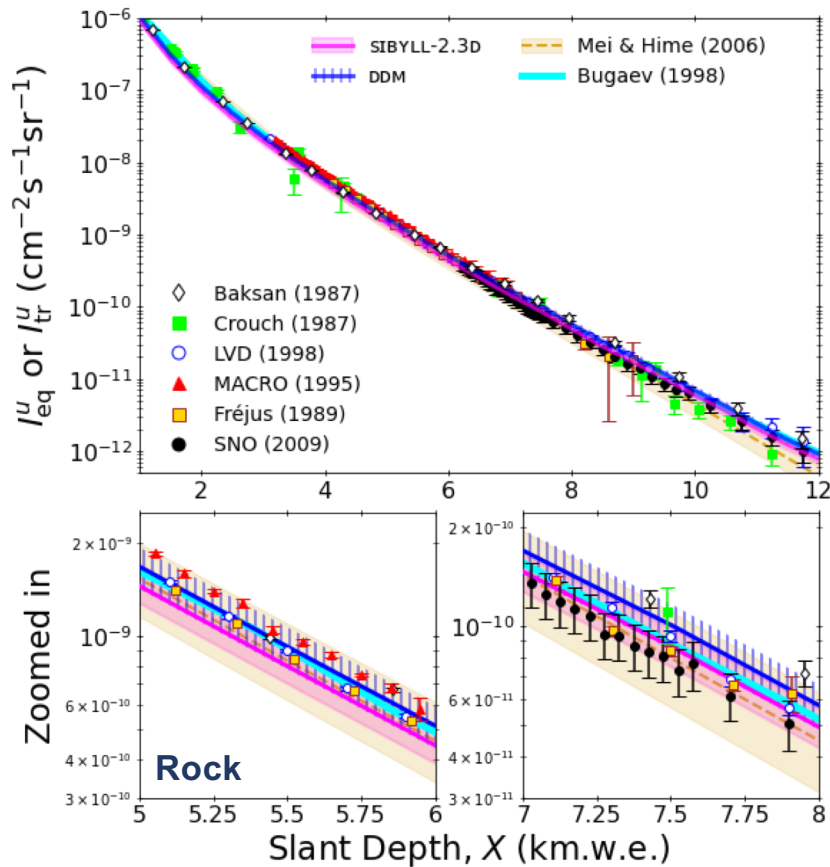 10⁻⁶
10⁻⁷
10⁻⁸
10⁻⁹
10⁻¹⁰
10⁻¹¹
10⁻¹²
I^u_eq or I^u_tr (cm⁻²s⁻¹sr⁻¹)
SIBYLL-2.3D
DDM
Mei & Hime (2006)
Bugaev (1998)
Baksan (1987)
Crouch (1987)
LVD (1998)
MACRO (1995)
Fréjus (1989)
SNO (2009)
2 4 6 8 10 12
Zoomed in
2 × 10⁻⁹
10⁻⁹
6 × 10⁻¹⁰
4 × 10⁻¹⁰
3 × 10⁻¹⁰
Rock
5 5.25 5.5 5.75 6
2 × 10⁻¹⁰
10⁻¹⁰
6 × 10⁻¹¹
4 × 10⁻¹¹
3 × 10⁻¹¹
7 7.25 7.5 7.75 8
Slant Depth, X (km.w.e.)